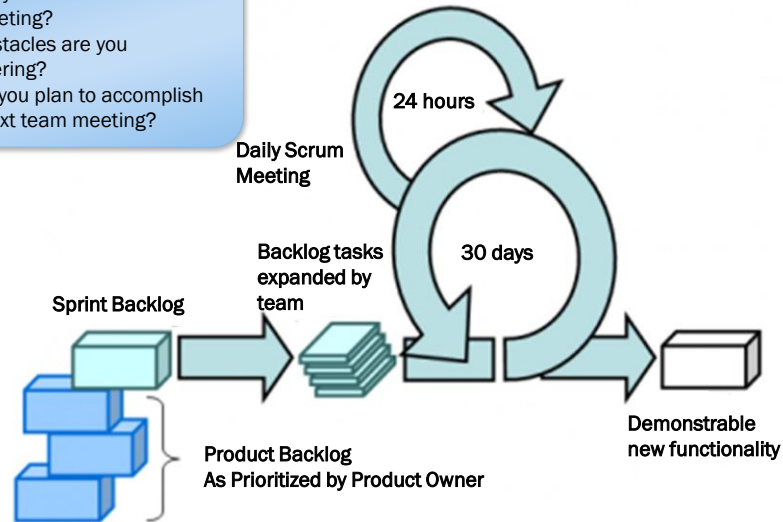 eting?
stacles are you
ering?
you plan to accomplish
xt team meeting?
24 hours
Daily Scrum
Meeting
Backlog tasks
expanded by
team
30 days
Sprint Backlog
Demonstrable
new functionality
Product Backlog
As Prioritized by Product Owner